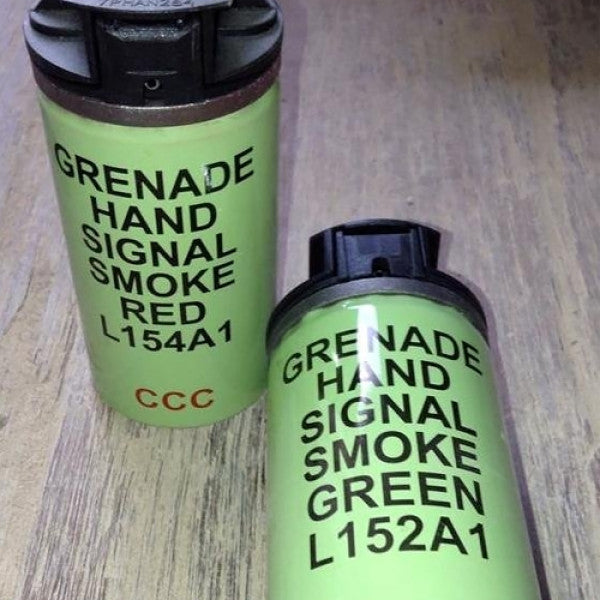 GRENADE
HAND
SIGNAL
SMOKE
RED
L154A1
CCC
GRENADE
HAND
SIGNAL
SMOKE
GREEN
L152A1